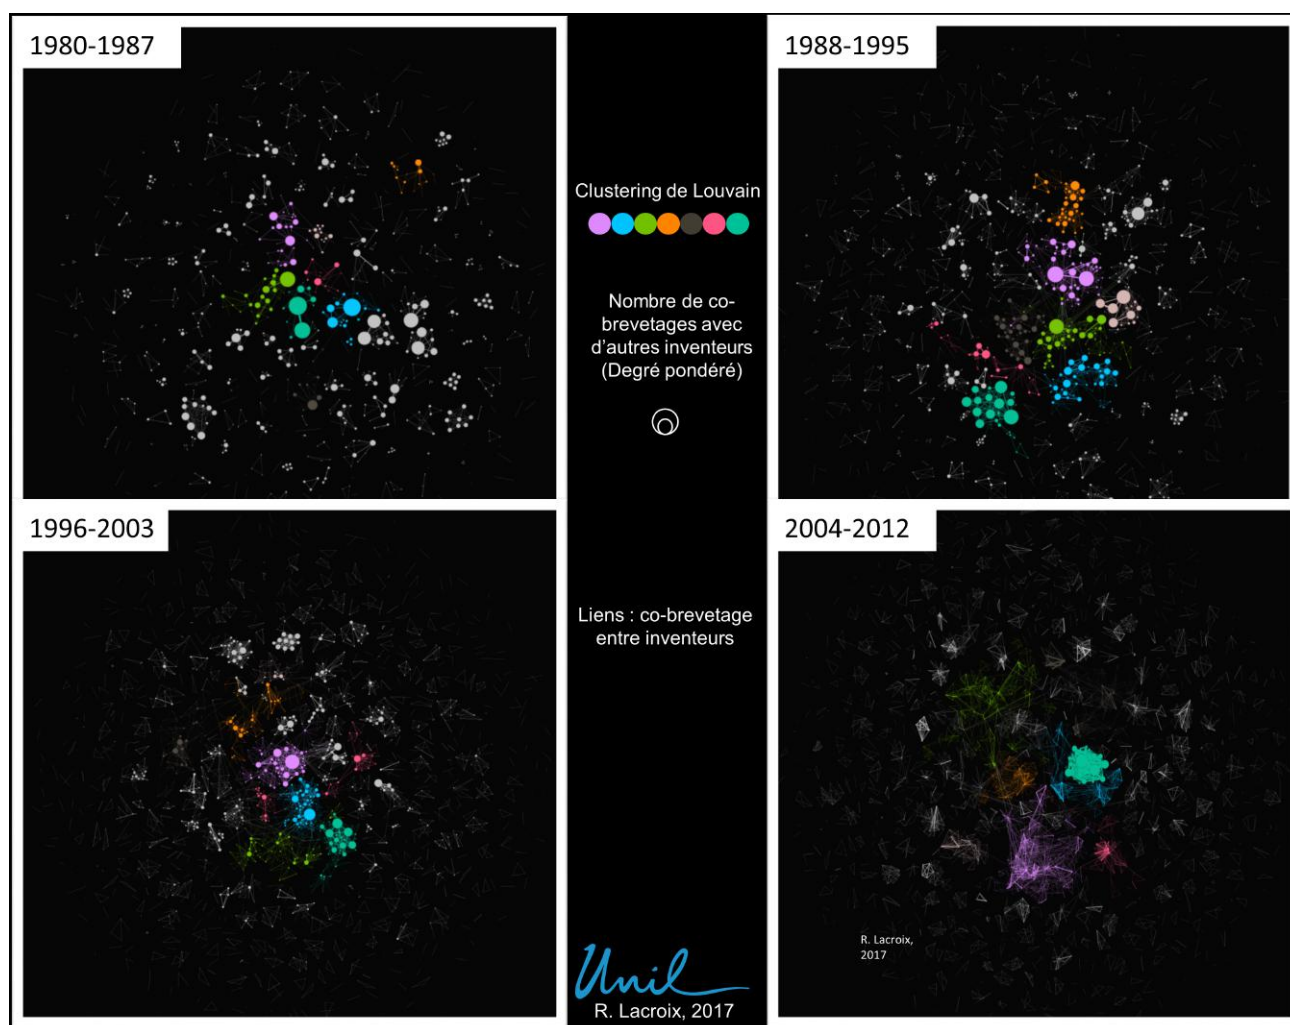 1980-1987
1988-1995
Clustering de Louvain
Nombre de co-
brevetages avec
d'autres inventeurs
(Degré pondéré)
1996-2003
2004-2012
Liens : co-brevetage
entre inventeurs
R. Lacroix,
2017
Unil
R. Lacroix, 2017